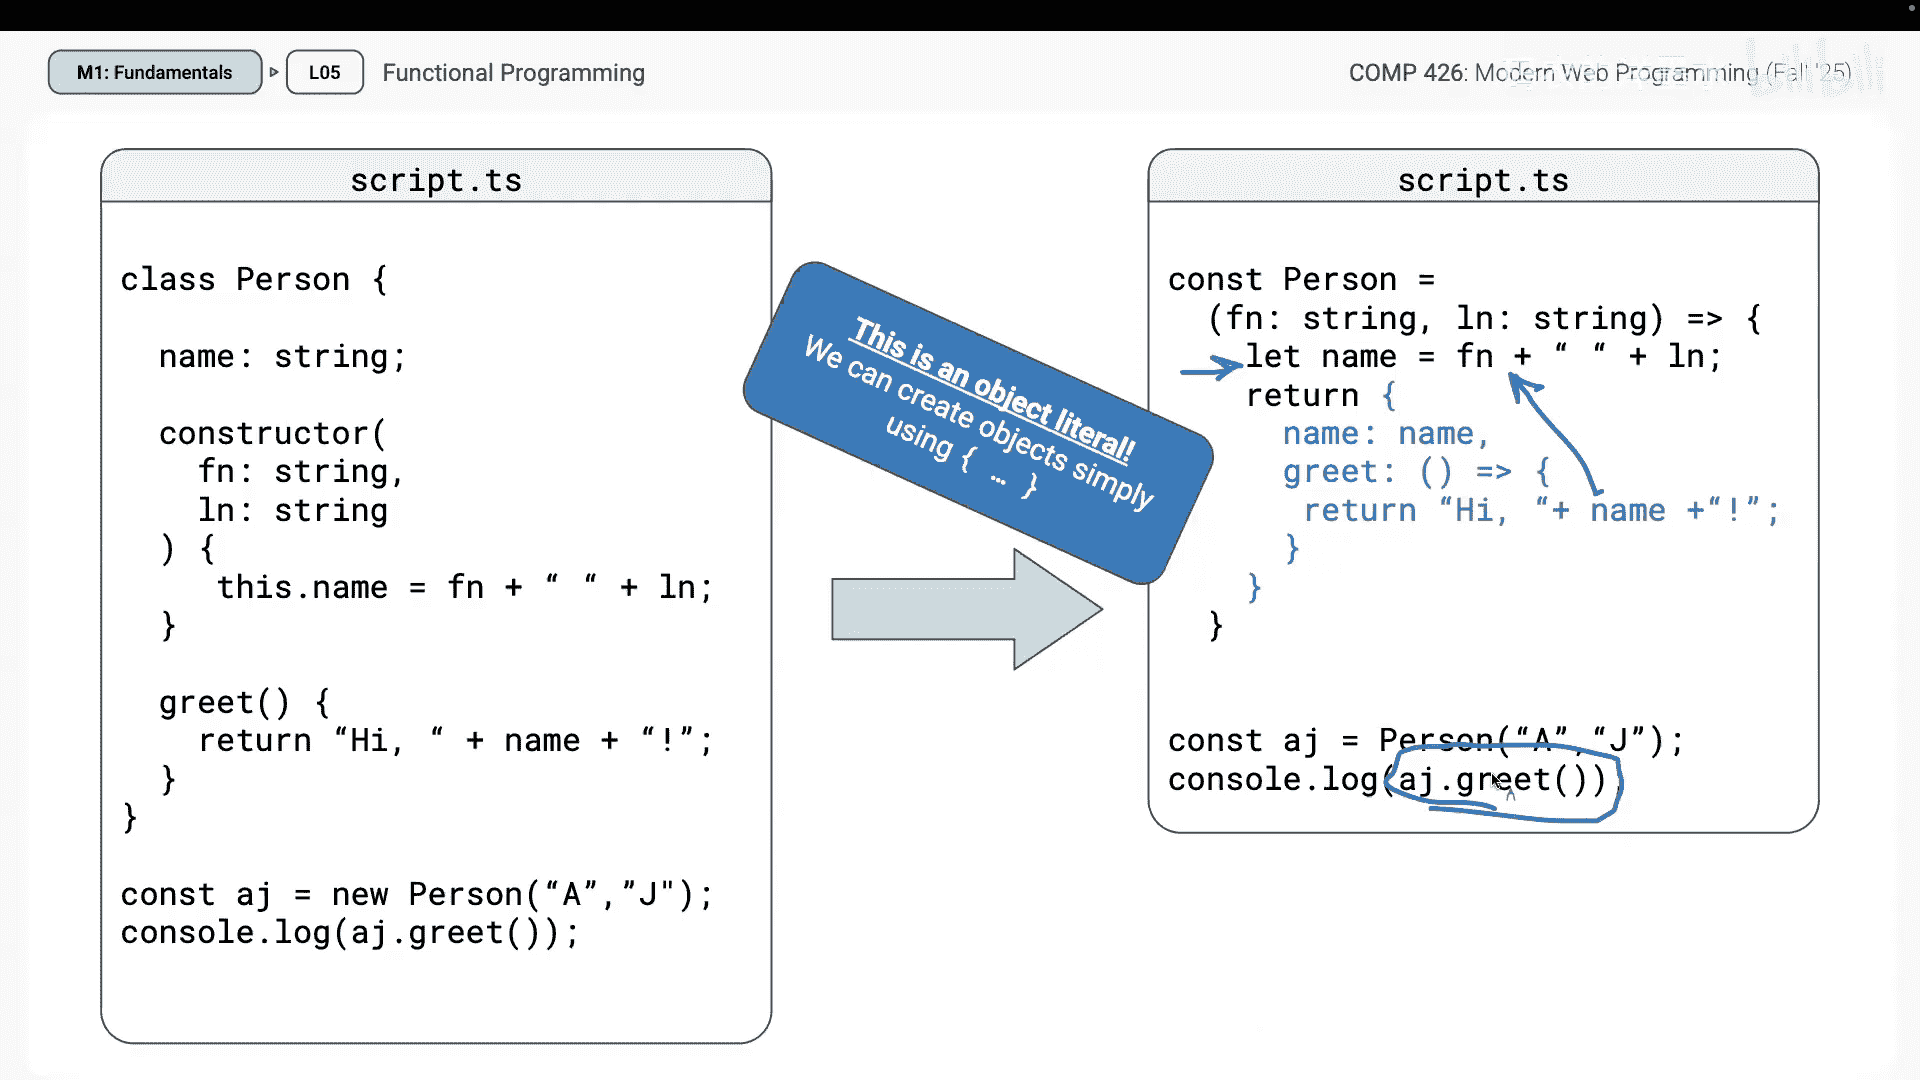 M1: Fundamentals
L05
Functional Programming
COMP 426: Modern Web Programming (Fall '25)
script.ts
class Person {
name: string;
constructor(
fn: string,
ln: string
) {
this.name = fn + “ “ + ln;
}
greet() {
return “Hi, “ + name + “!”;
}
}
const aj = new Person(“A”,”J");
console.log(aj.greet());
This is an object literal!
We can create objects simply
using { … }
script.ts
const Person =
(fn: string, ln: string) => {
let name = fn + “ “ + ln;
return {
name: name,
greet: () => {
return “Hi, “+ name +“!”;
}
}
}
const aj = Person(“A”,“J”);
console.log(aj.greet())